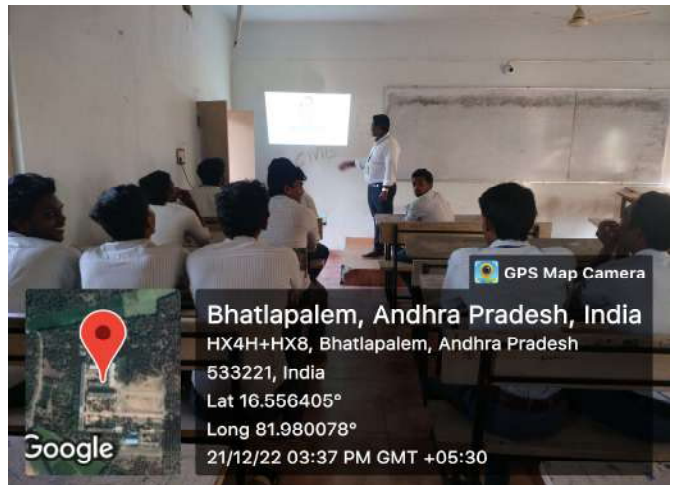 GPS Map Camera
Bhatlapalem, Andhra Pradesh, India
HX4H+HX8, Bhatlapalem, Andhra Pradesh
533221, India
Lat 16.556405°
Long 81.980078°
21/12/22 03:37 PM GMT +05:30
Google